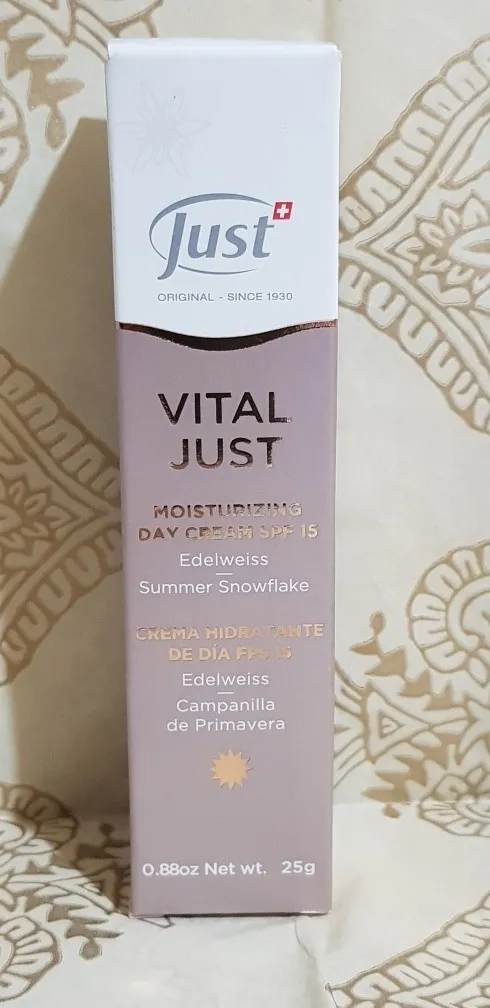 Just
ORIGINAL - SINCE 1930
VITAL
JUST
MOISTURIZING
DAY CREAM SPF 15
Edelweiss
Summer Snowflake
CREMA HIDRATANTE
DE DÍA FPS 15
Edelweiss
Campanilla
de Primavera
0.88oz Net wt. 25g